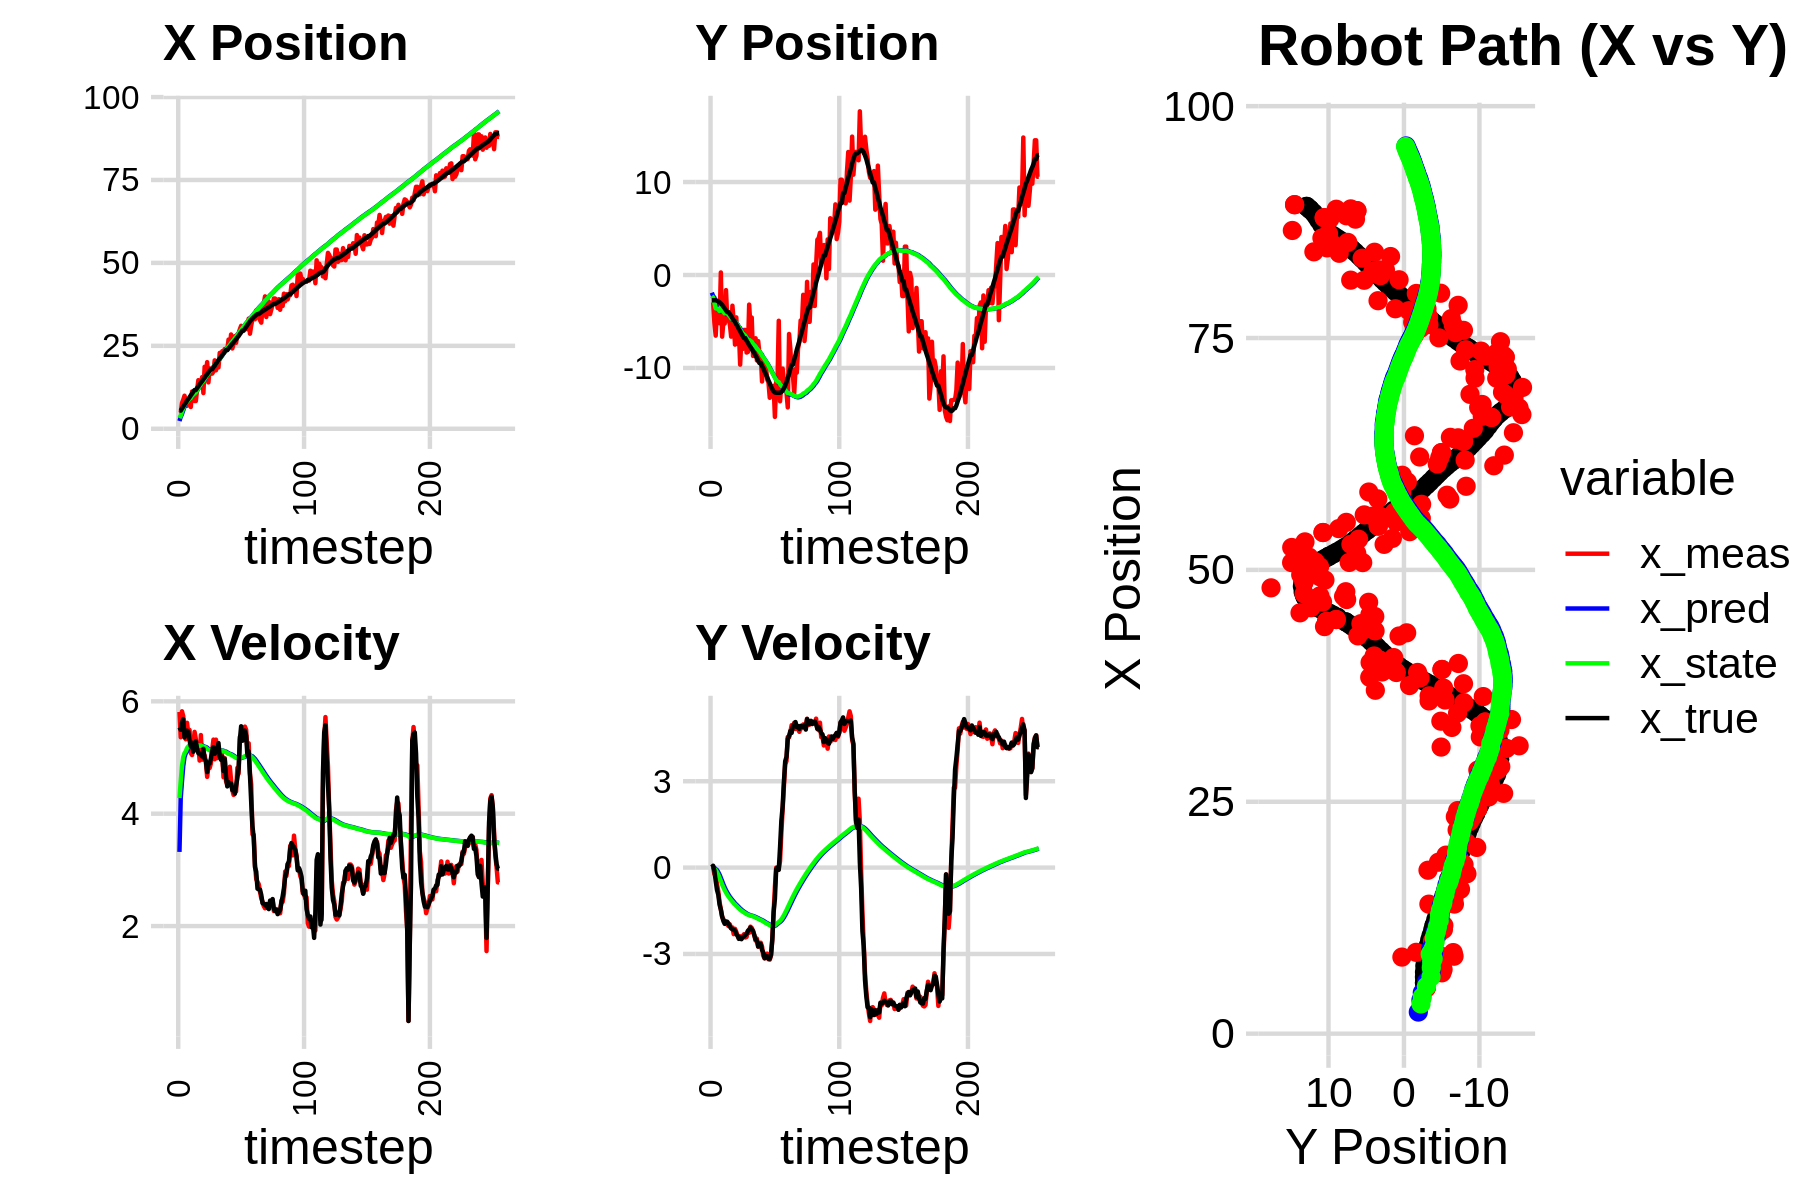 X Position
100
75
50
25
0
0
100
200
timestep
Y Position
10
0
-10
0
100
200
timestep
X Velocity
6
4
2
0
100
200
timestep
Y Velocity
3
0
-3
0
100
200
timestep
Robot Path (X vs Y)
X Position
100
75
50
25
0
10
0
-10
Y Position
variable
x_meas
x_pred
x_state
x_true